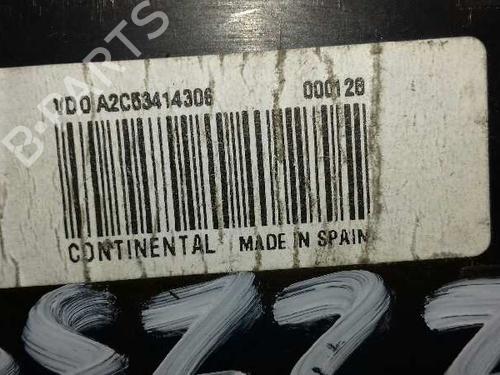 VDO A2C53414306 000128
CONTINENTAL MADE IN SPAIN
B-PARTS